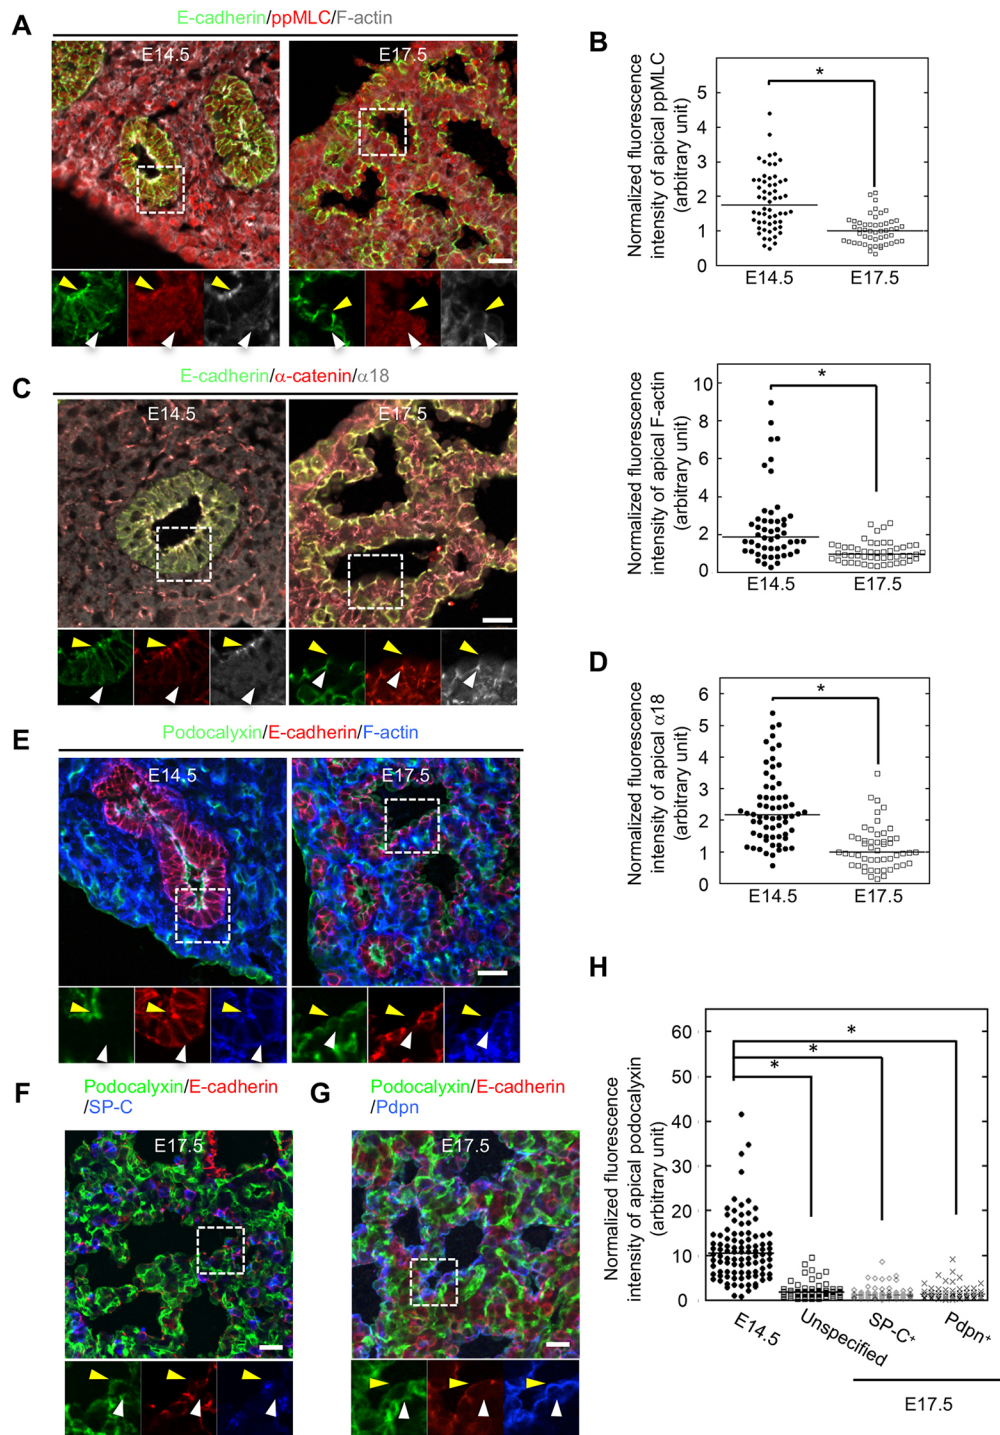 A
E-cadherin/ppMLC/F-actin
E14.5
E17.5
B
Normalized fluorescence
intensity of apical ppMLC
(arbitrary unit)
5
4
3
2
1
0
*
E14.5
E17.5
Normalized fluorescence
intensity of apical F-actin
(arbitrary unit)
10
8
6
4
2
0
*
E14.5
E17.5
C
E-cadherin/α-catenin/α18
E14.5
E17.5
D
Normalized fluorescence
intensity of apical α18
(arbitrary unit)
6
5
4
3
2
1
0
*
E14.5
E17.5
E
Podocalyxin/E-cadherin/F-actin
E14.5
E17.5
F
Podocalyxin/E-cadherin
/SP-C
E17.5
G
Podocalyxin/E-cadherin
/Pdpn
E17.5
H
Normalized fluorescence
intensity of apical podocalyxin
(arbitrary unit)
60
50
40
30
20
10
0
*
*
*
E14.5
Unspecified
SP-C+
Pdpn+
E17.5